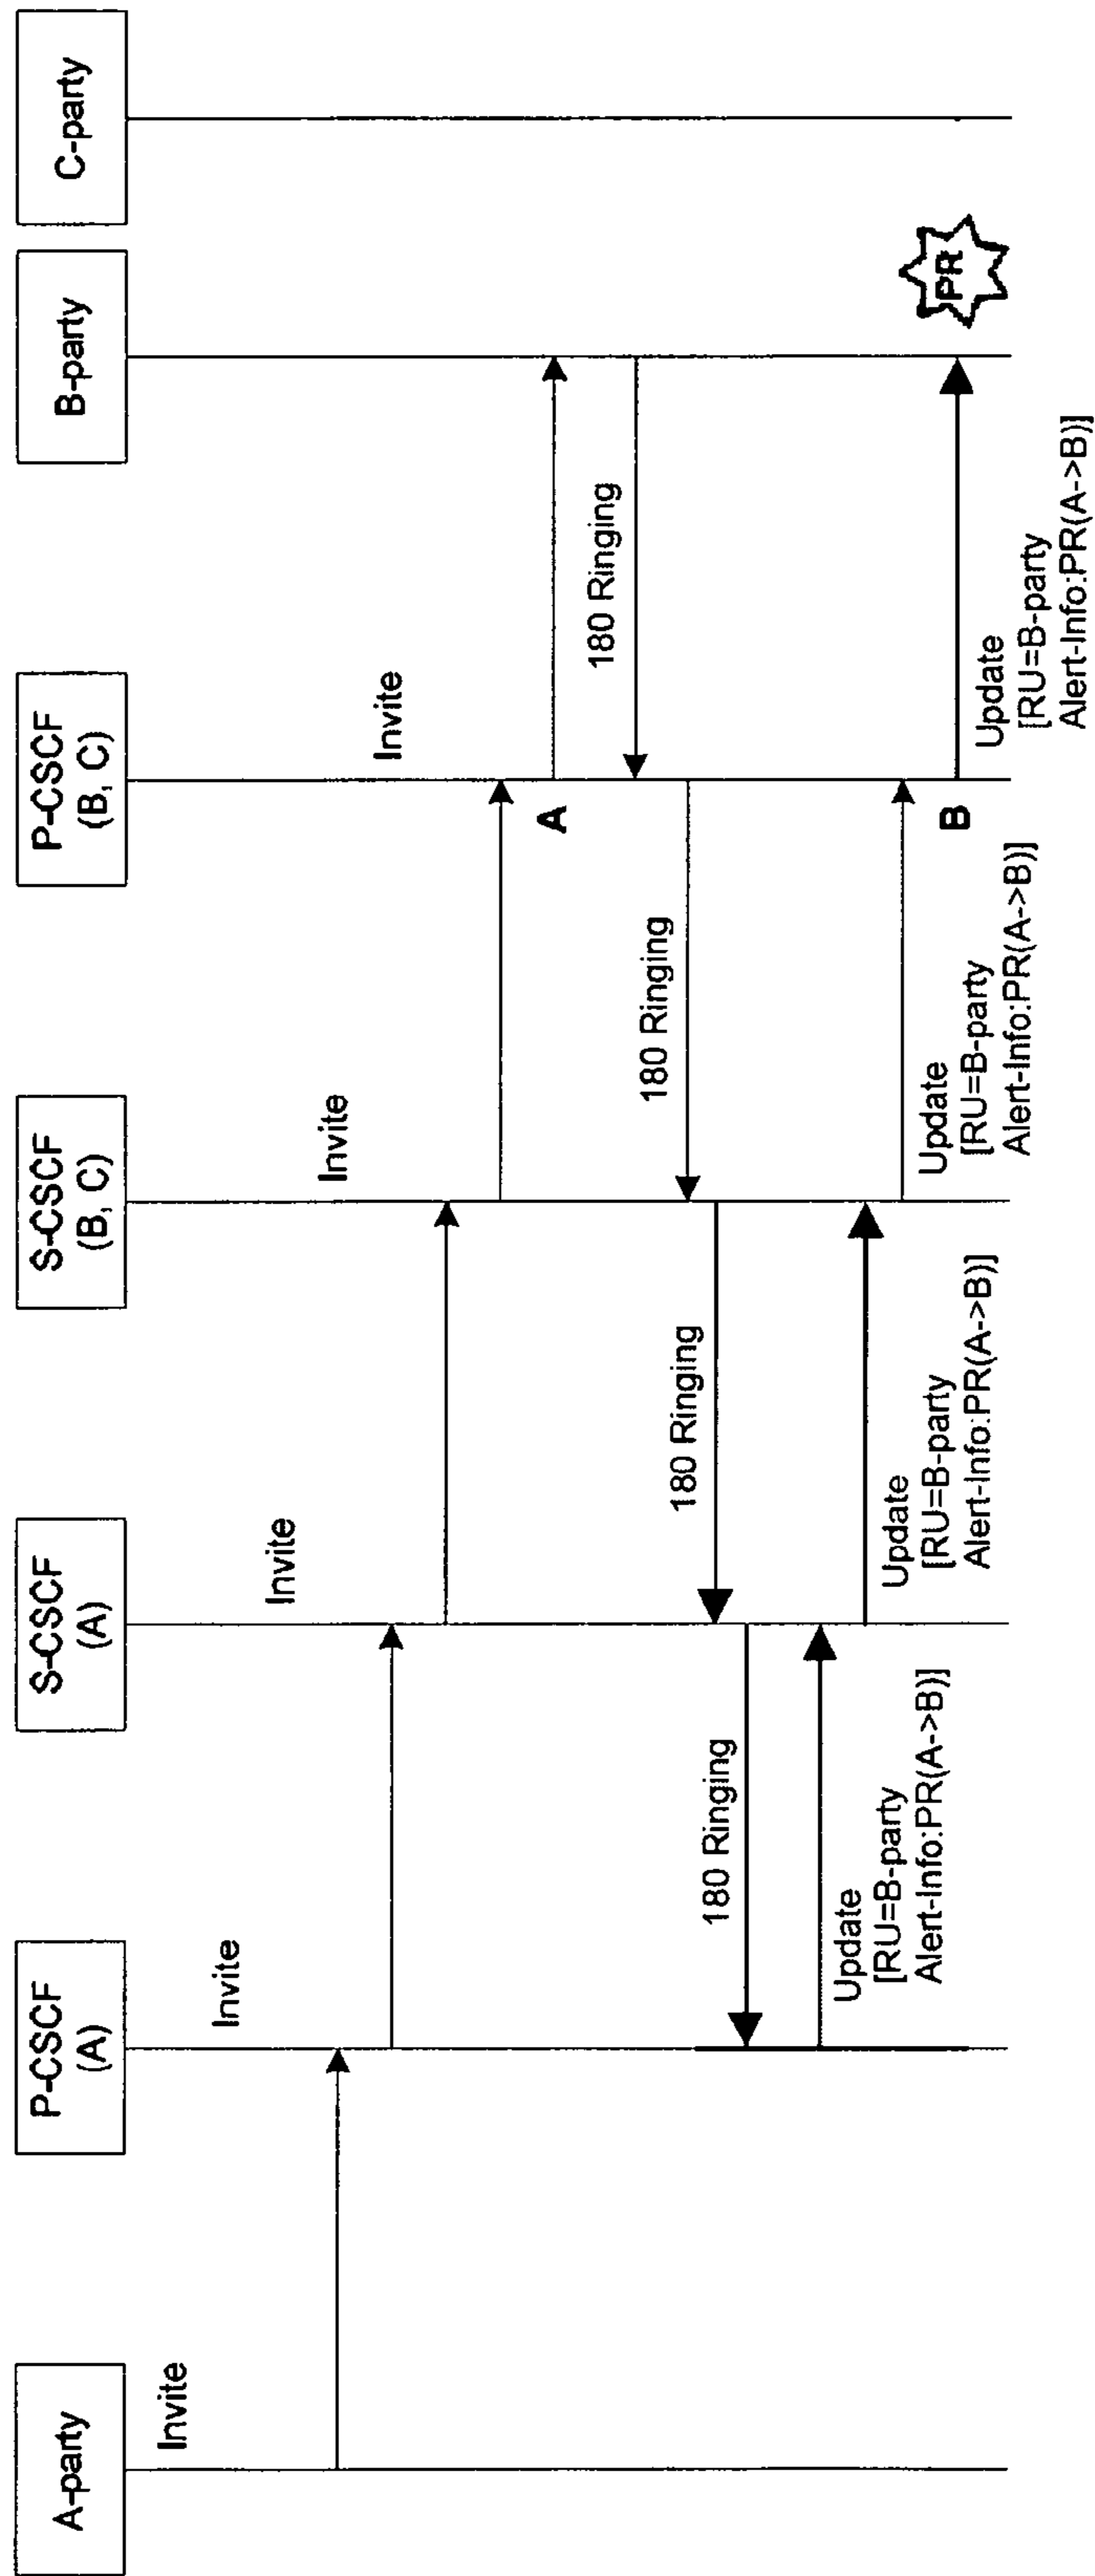 A-party
P-CSCF
(A)
S-CSCF
(A)
S-CSCF
(B, C)
P-CSCF
(B, C)
B-party
C-party
Invite
Invite
Invite
Invite
Invite
A
180 Ringing
180 Ringing
180 Ringing
180 Ringing
Update
[RU=B-party
Alert-Info:PR(A->B)]
Update
[RU=B-party
Alert-Info:PR(A->B)]
Update
[RU=B-party
Alert-Info:PR(A->B)]
B
Update
[RU=B-party
Alert-Info:PR(A->B)]
PR